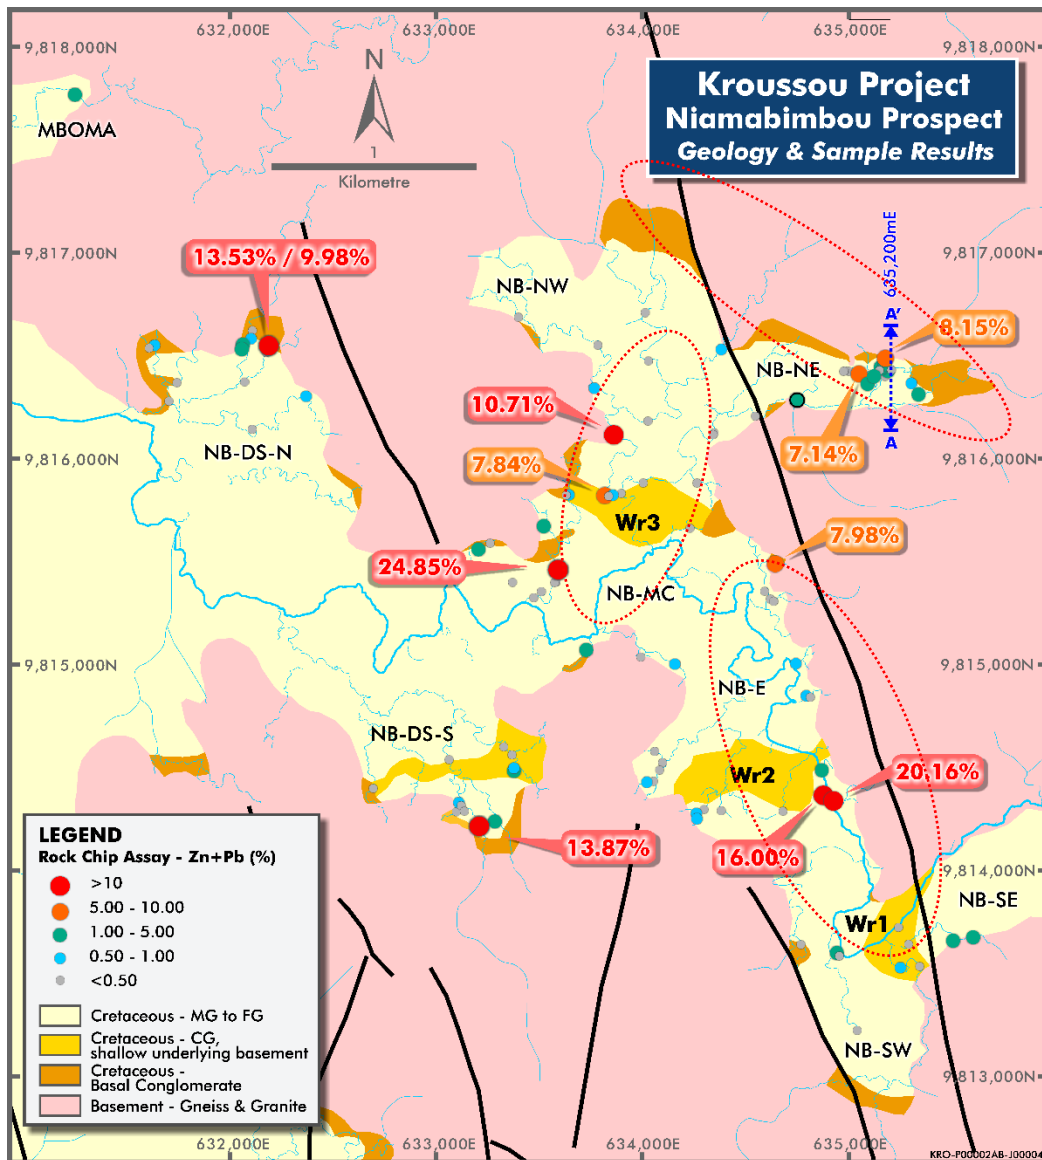 632,000E
633,000E
634,000E
635,000E
9,818,000N
9,818,000N
Kroussou Project
Niamabimbou Prospect
Geology & Sample Results
MBOMA
N
1
Kilometre
9,817,000N
9,817,000N
13.53% / 9.98%
NB-NW
635,200mE
A'
8.15%
NB-NE
10.71%
A
7.14%
NB-DS-N
9,816,000N
9,816,000N
7.84%
Wr3
7.98%
24.85%
NB-MC
9,815,000N
9,815,000N
NB-E
NB-DS-S
Wr2
20.16%
13.87%
16.00%
9,814,000N
NB-SE
Wr1
NB-SW
9,813,000N
LEGEND
Rock Chip Assay - Zn+Pb (%)
>10
5.00 - 10.00
1.00 - 5.00
0.50 - 1.00
<0.50
Cretaceous - MG to FG
Cretaceous - CG,
shallow underlying basement
Cretaceous -
Basal Conglomerate
Basement - Gneiss & Granite
632,000E
633,000E
634,000E
635,000E
KRO-P00002AB-J00004